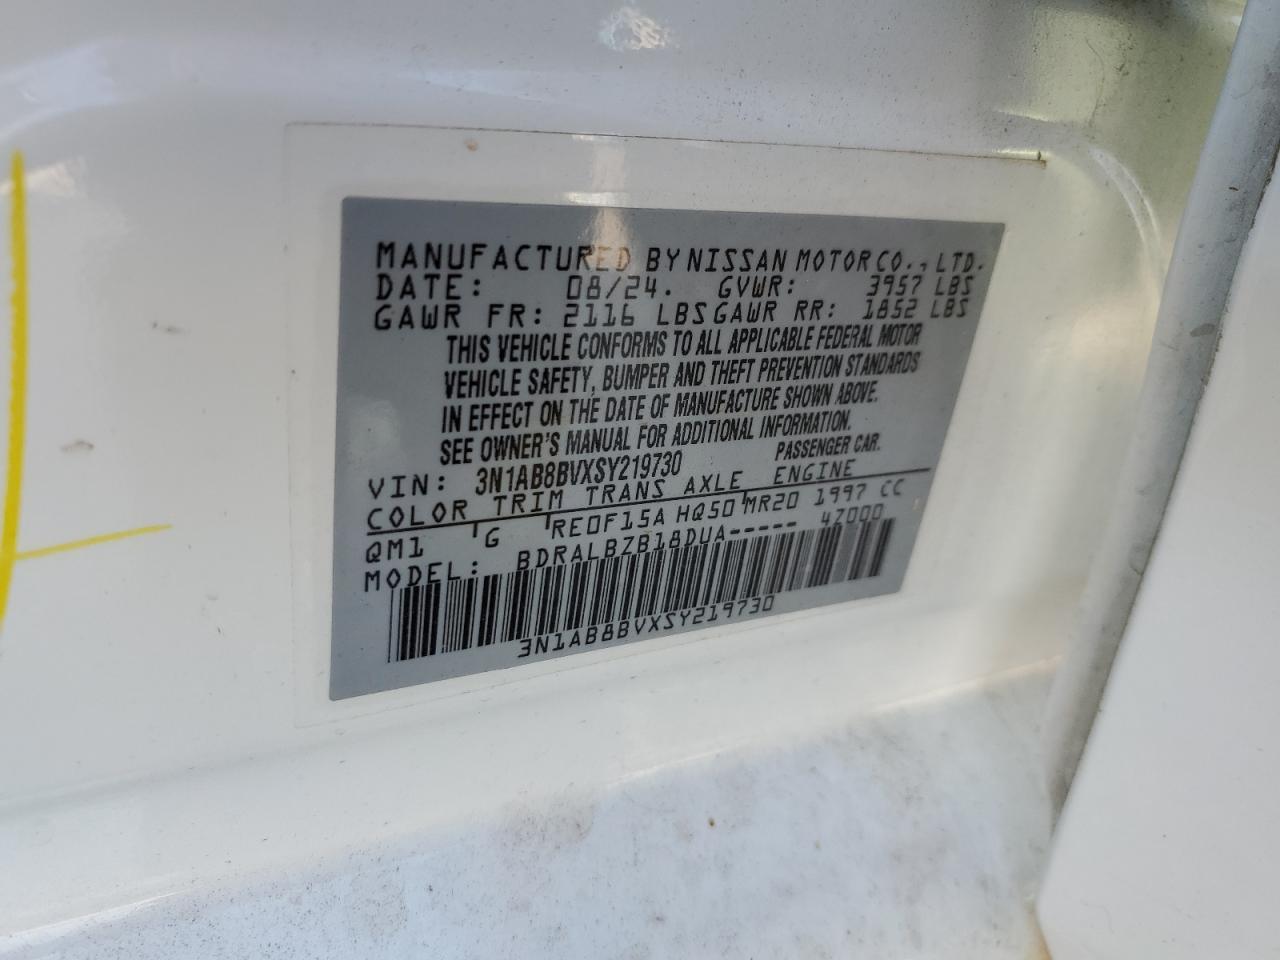 MANUFACTURED BY NISSAN MOTOR CO., LTD.
DATE: 08/24. GVWR: 3957 LBS
GAWR FR: 2116 LBS GAWR RR: 1852 LBS
THIS VEHICLE CONFORMS TO ALL APPLICABLE FEDERAL MOTOR
VEHICLE SAFETY, BUMPER AND THEFT PREVENTION STANDARDS
IN EFFECT ON THE DATE OF MANUFACTURE SHOWN ABOVE.
SEE OWNER'S MANUAL FOR ADDITIONAL INFORMATION.
VIN: 3N1AB8BVXSY219730 PASSENGER CAR.
COLOR TRIM TRANS AXLE ENGINE
QM1 G RE0F15A HQ50 MR20 1997 CC
MODEL: BDRALBZB18DUA----- 47000
3N1AB8BVXSY219730